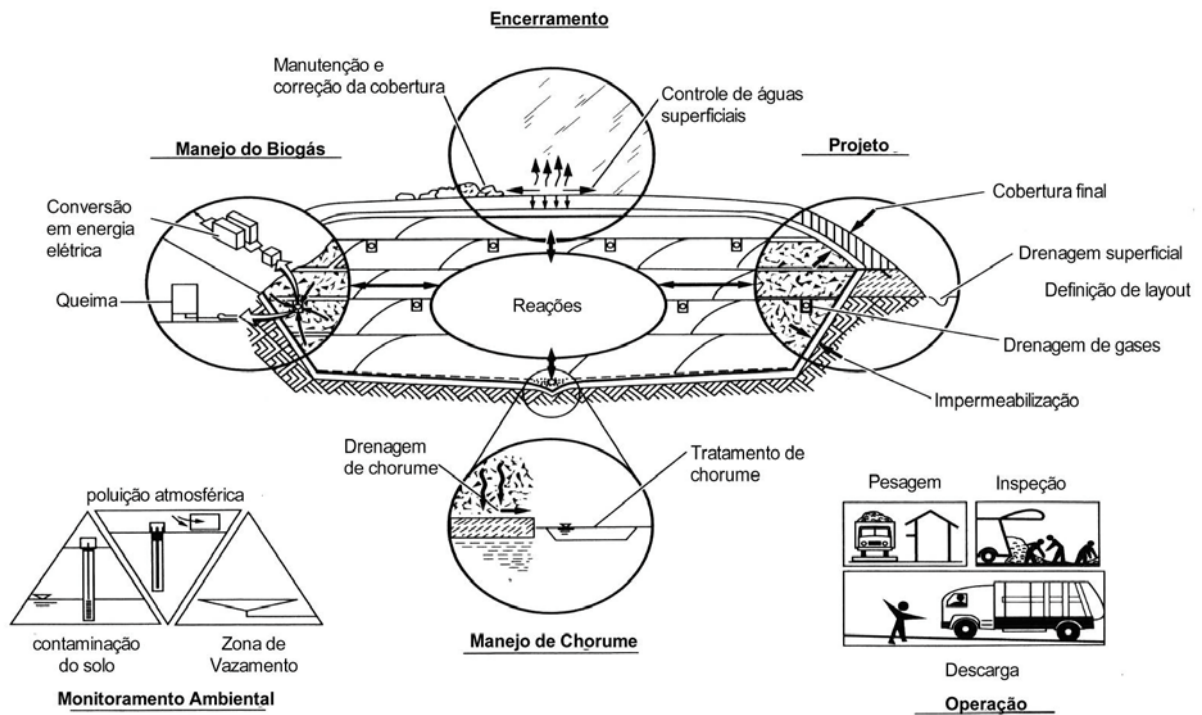 Encerramento
Manutenção e
correção da cobertura
Controle de águas
superficiais
Manejo do Biogás
Projeto
Conversão
em energia
elétrica
Queima
Reações
Cobertura final
Drenagem superficial
Definição de layout
Drenagem de gases
Impermeabilização
Drenagem
de chorume
Tratamento de
chorume
Manejo de Chorume
poluição atmosférica
contaminação
do solo
Zona de
Vazamento
Monitoramento Ambiental
Pesagem
Inspeção
Descarga
Operação